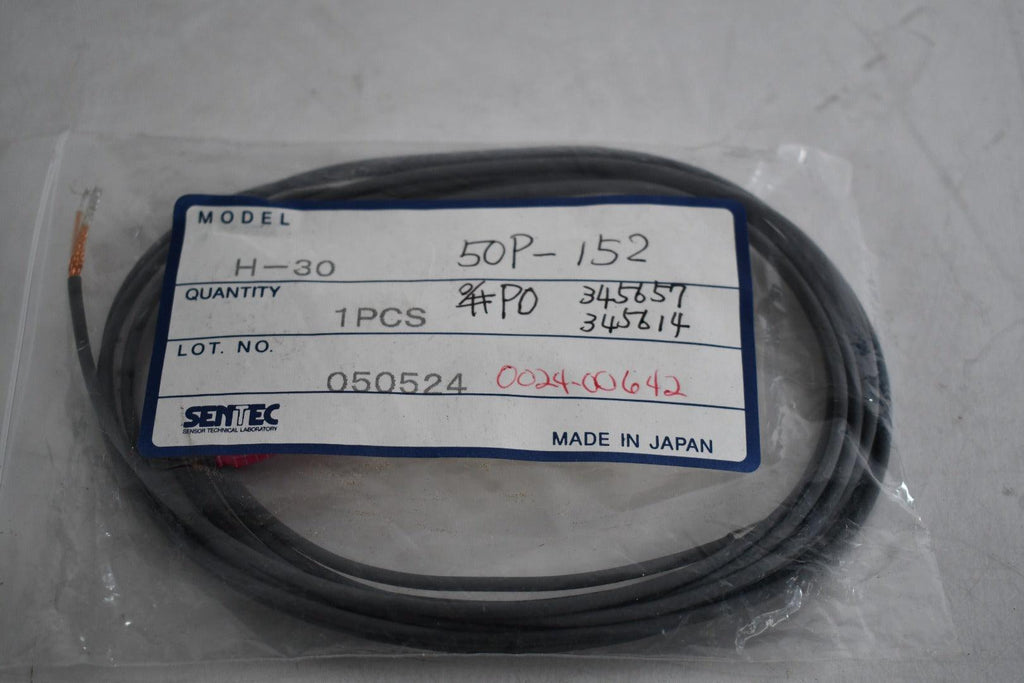 MODEL
H-30 50P-152
QUANTITY
1PCS #PO 345657
345614
LOT. NO.
050524 0024-00642
SENTEC
SENSOR TECHNICAL LABORATORY
MADE IN JAPAN